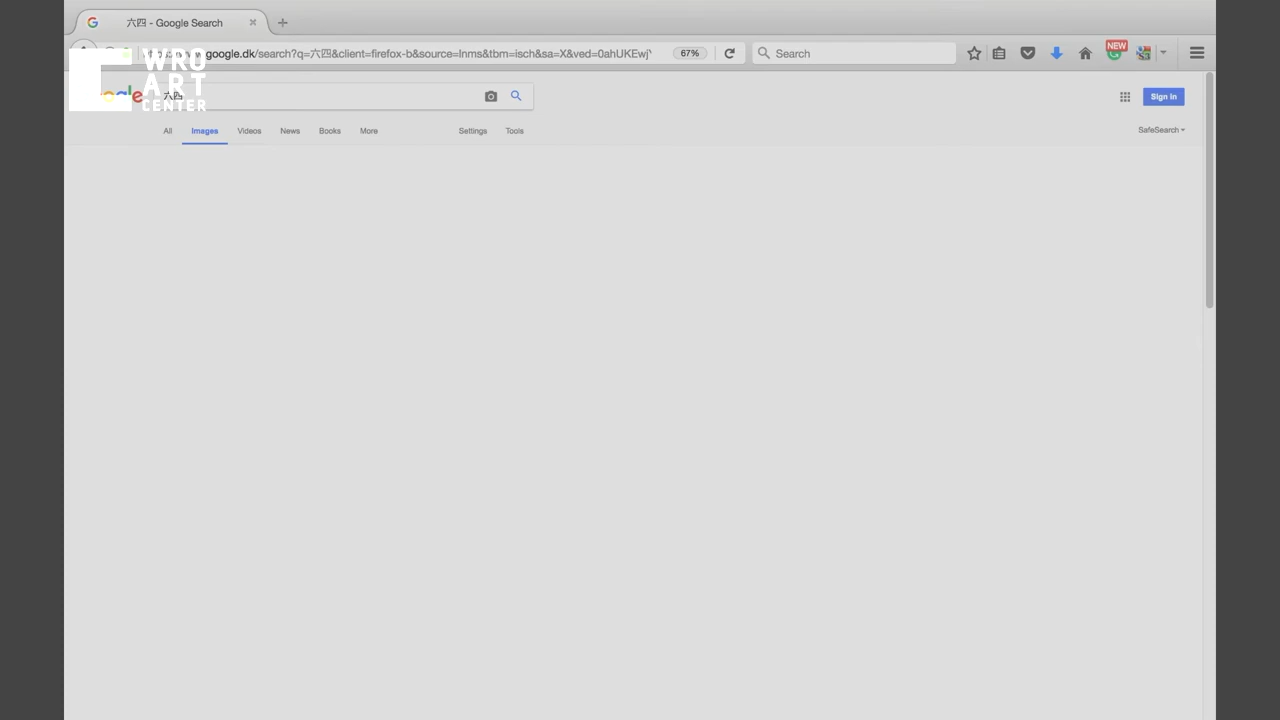 六四 - Google Search
google.dk/search?q=六四&client=firefox-b&source=lnms&tbm=isch&sa=X&ved=0ahUKEwj
67%
Search
NEW
WRO
ART
CENTER
六四
Sign in
All
Images
Videos
News
Books
More
Settings
Tools
SafeSearch